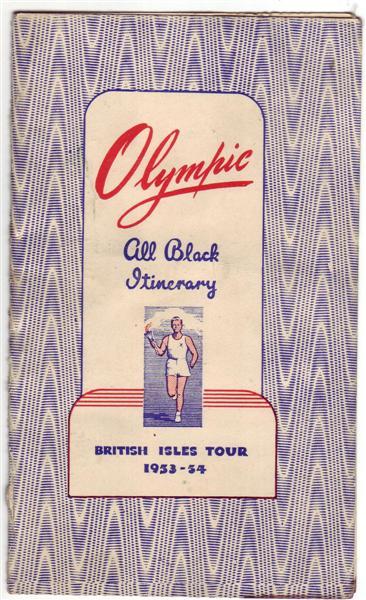 Olympic
All Black
Itinerary
BRITISH ISLES TOUR
1953-54